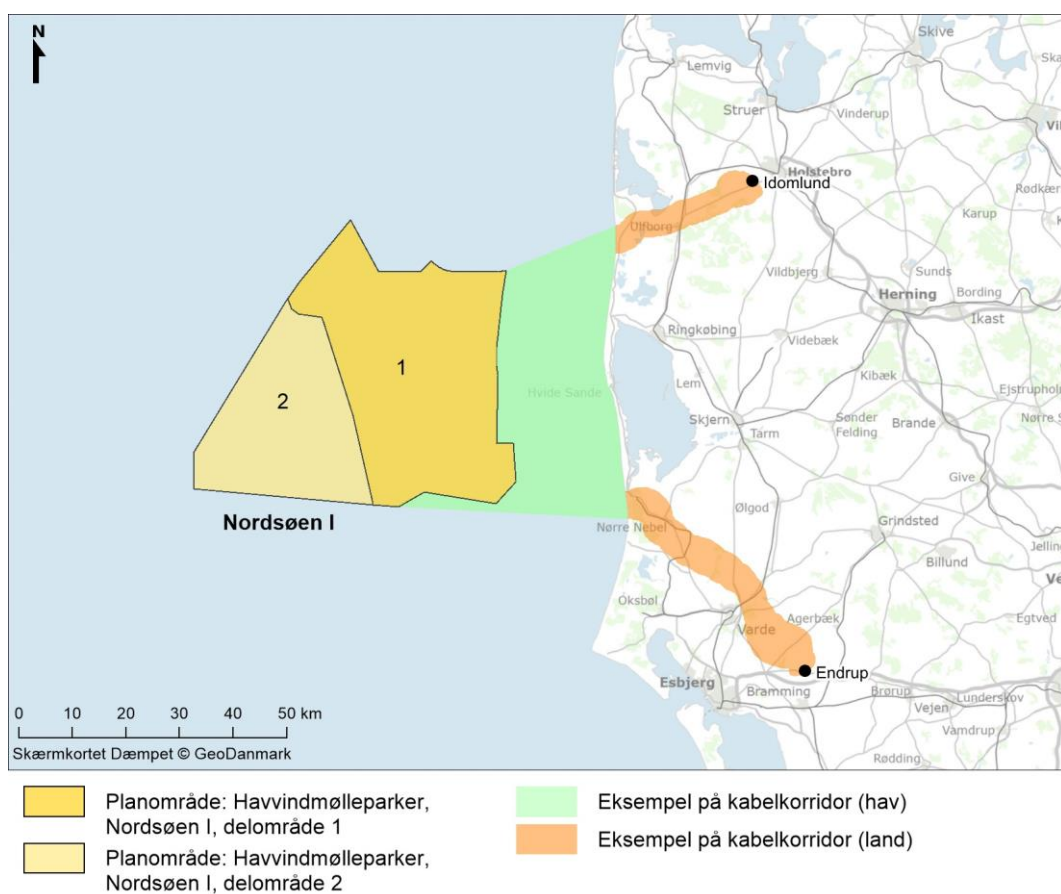 N
Skive
Lemvig
Struer
Vinderup
Holstebro
Idomlund
Ulfborg
Karup
Vildbjerg
Sunds
Herning
Bording
Ikast
Ringkøbing
Videbæk
1
Kibæk
2
Hvide Sande
Lem
Skjern
Sønder
Felding
Brande
Tarm
Give
Nordsøen I
Ølgod
Nørre Nebel
Grindsted
Billund
Oksbøl
Agerbæk
Varde
Egtved
Endrup
Esbjerg
Bramming
Brørup
Vejen
Lunderskov
Vamdrup
Rødding
0 10 20 30 40 50 km
Skærmkortet Dæmpet © GeoDanmark
Planområde: Havvindmølleparker,
Nordsøen I, delområde 1
Planområde: Havvindmølleparker,
Nordsøen I, delområde 2
Eksempel på kabelkorridor (hav)
Eksempel på kabelkorridor (land)